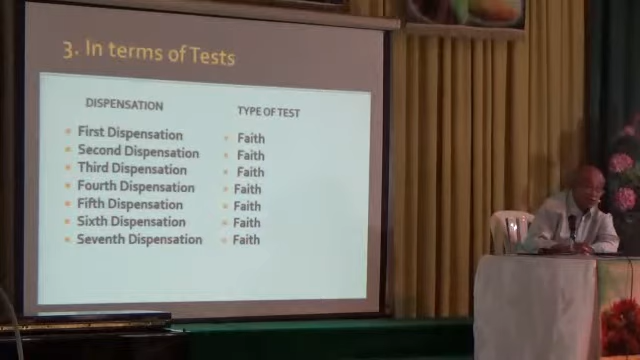 3. In terms of Tests
DISPENSATION TYPE OF TEST
First Dispensation Faith
Second Dispensation Faith
Third Dispensation Faith
Fourth Dispensation Faith
Fifth Dispensation Faith
Sixth Dispensation Faith
Seventh Dispensation Faith